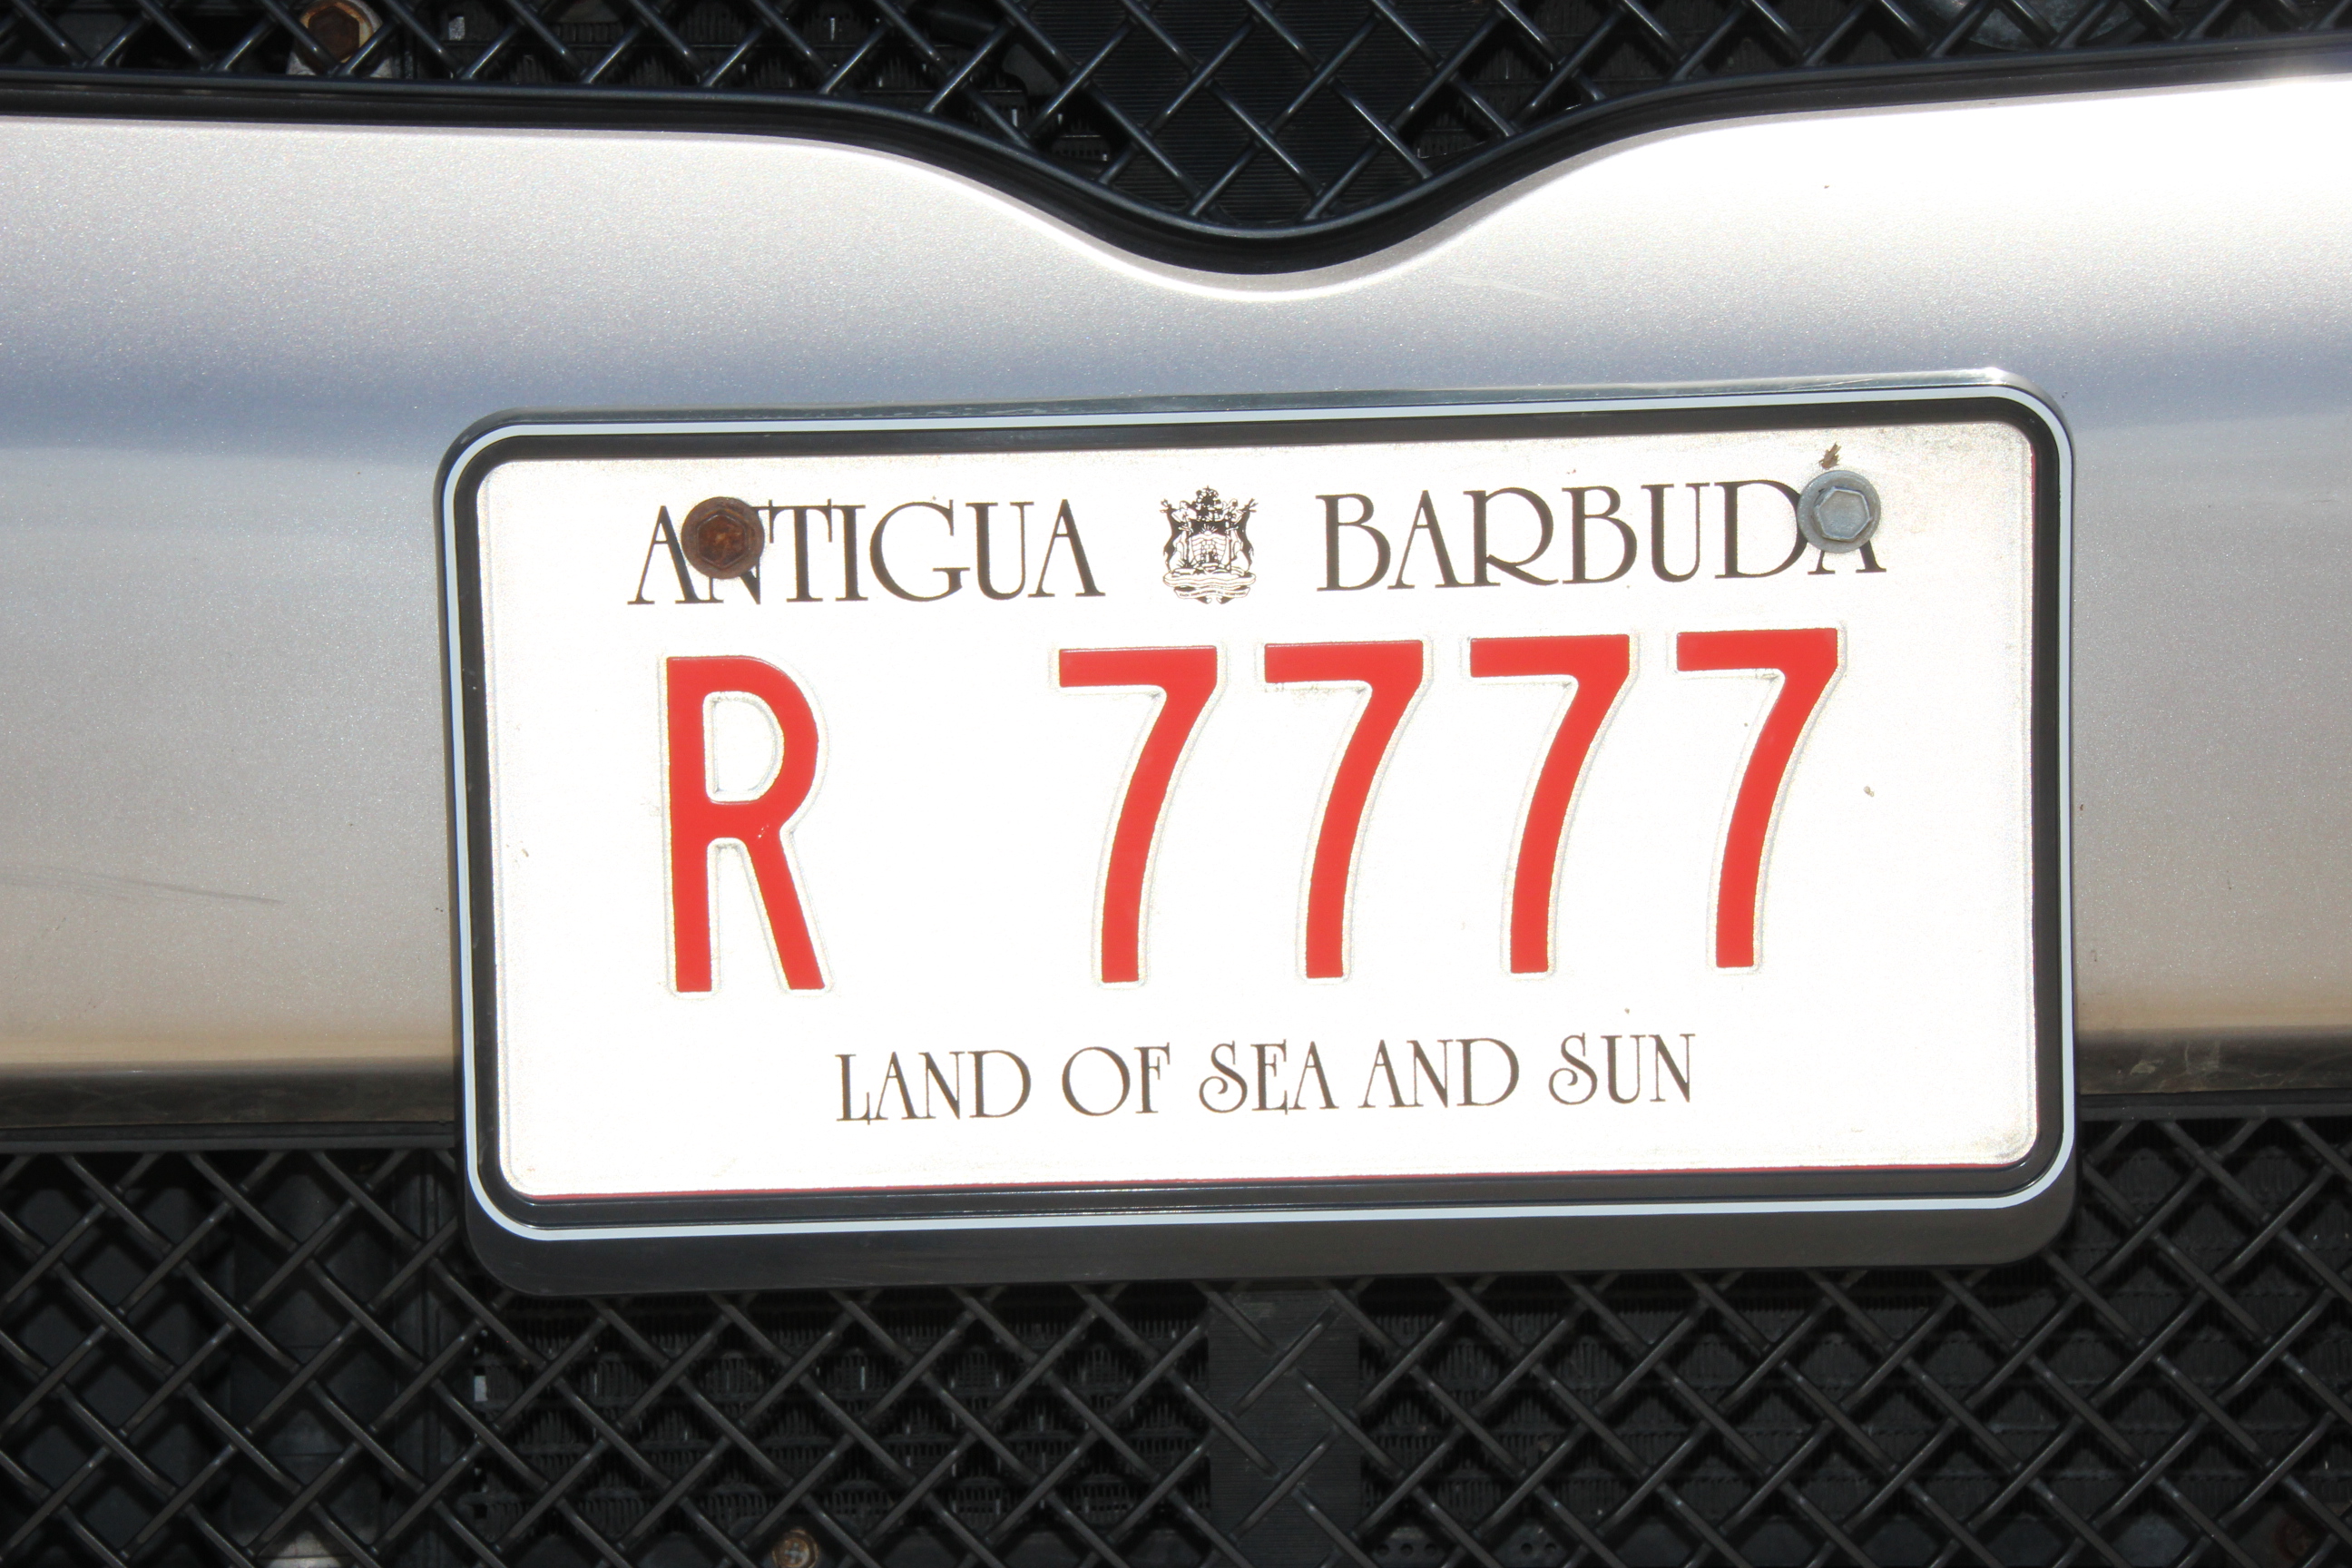 ANTIGUA BARBUDA
R 7777
LAND OF SEA AND SUN